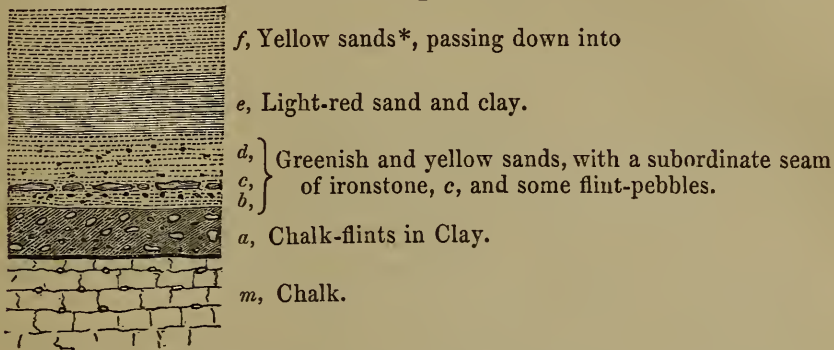 f, Yellow sands*, passing down into
e, Light-red sand and clay.
d, Greenish and yellow sands, with a subordinate seam
c, of ironstone, c, and some flint-pebbles.
b,
a, Chalk-flints in Clay.
m, Chalk.